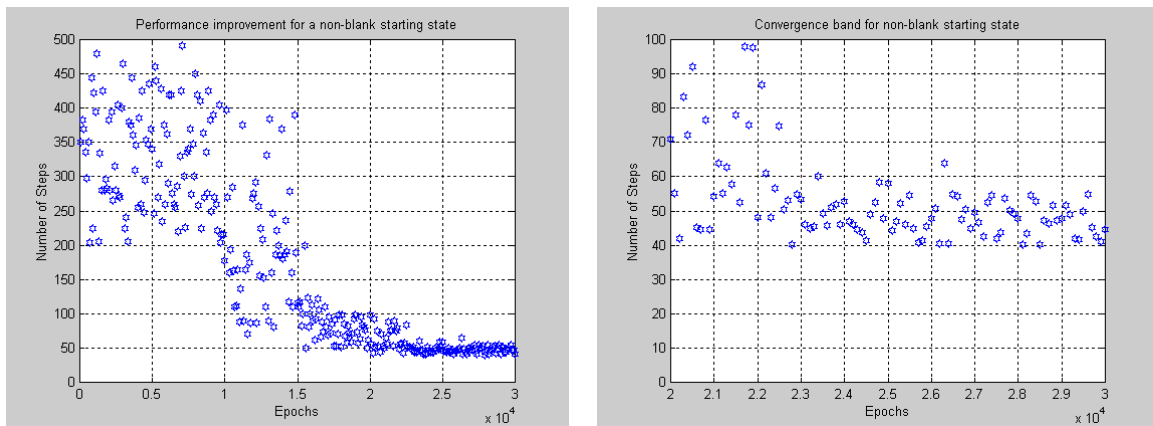 Performance improvement for a non-blank starting state
500
450
400
350
300
250
200
150
100
50
0
Number of Steps
0 0.5 1 1.5 2 2.5 3
Epochs
x 10^4
Convergence band for non-blank starting state
100
90
80
70
60
50
40
30
20
10
0
Number of Steps
2 2.1 2.2 2.3 2.4 2.5 2.6 2.7 2.8 2.9 3
Epochs
x 10^4